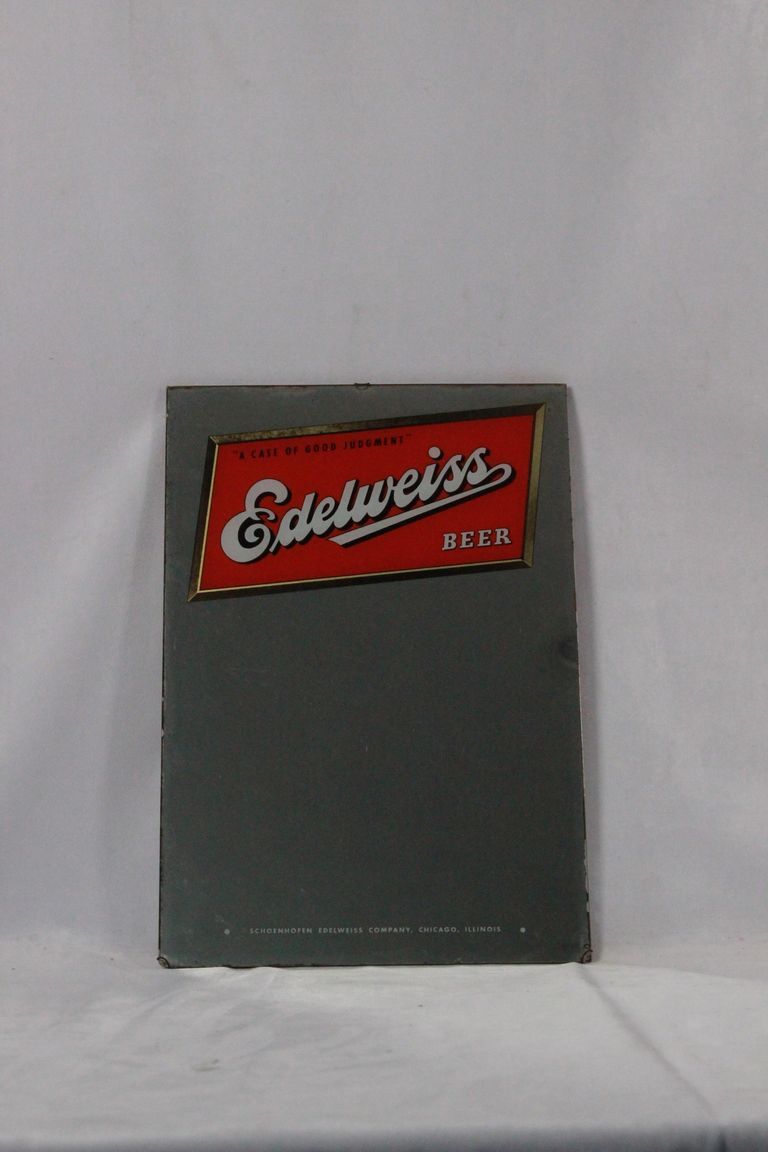 "A CASE OF GOOD JUDGMENT"
Edelweiss
BEER
• SCHOENHOFEN EDELWEISS COMPANY, CHICAGO, ILLINOIS •